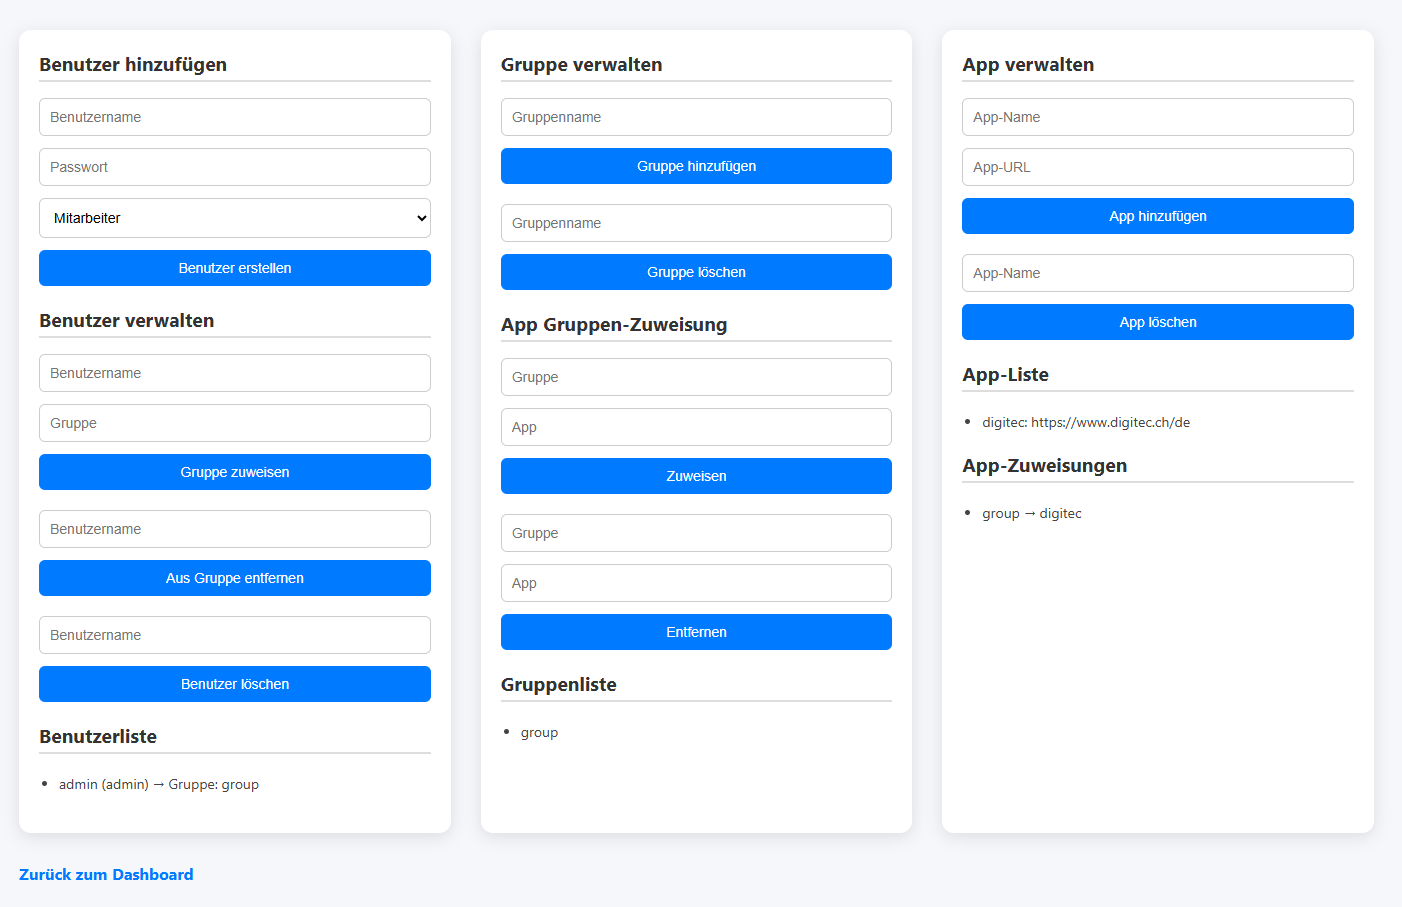 Benutzer hinzufügen
Benutzername
Passwort
Mitarbeiter
Benutzer erstellen
Benutzer verwalten
Benutzername
Gruppe
Gruppe zuweisen
Benutzername
Aus Gruppe entfernen
Benutzername
Benutzer löschen
Benutzerliste
admin (admin) → Gruppe: group
Gruppe verwalten
Gruppenname
Gruppe hinzufügen
Gruppenname
Gruppe löschen
App Gruppen-Zuweisung
Gruppe
App
Zuweisen
Gruppe
App
Entfernen
Gruppenliste
group
App verwalten
App-Name
App-URL
App hinzufügen
App-Name
App löschen
App-Liste
digitec: https://www.digitec.ch/de
App-Zuweisungen
group → digitec
Zurück zum Dashboard